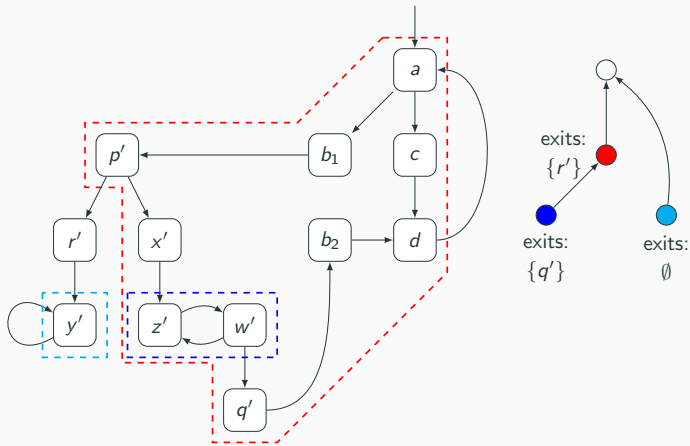 a
exits:
{r′}
p′
b₁
c
r′
x′
b₂
d
exits:
{q′}
exits:
∅
y′
z′
w′
q′